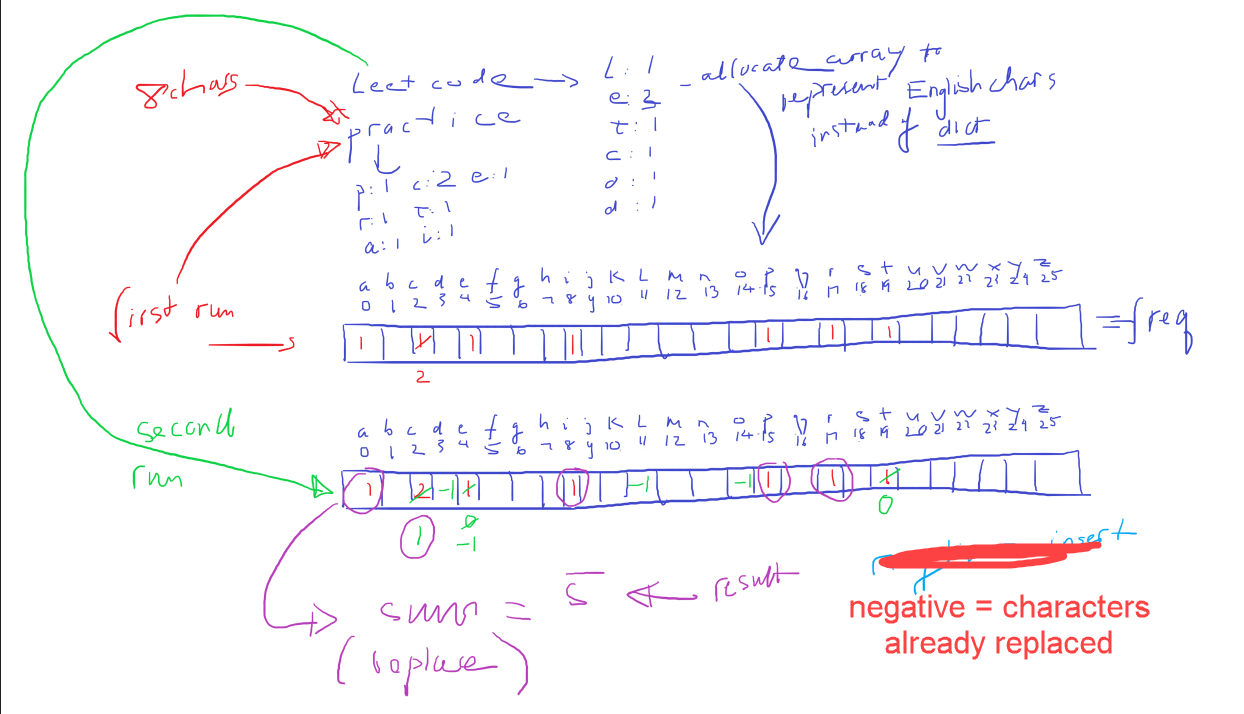 8 chars
Leetcode
practice
p:1 c:2 e:1
r:1 t:1
a:1 i:1
L: 1
e: 3
t: 1
c: 1
o: 1
d: 1
allocate array to
represent English chars
instead of dict
first run
a b c d e f g h i j K L M n o p q r s t u v w x y z
0 1 2 3 4 5 6 7 8 9 10 11 12 13 14 15 16 17 18 19 20 21 22 23 24 25
1 1 1 1 1 1 1 = freq
2
second
run
a b c d e f g h i j K L M n o p q r s t u v w x y z
0 1 2 3 4 5 6 7 8 9 10 11 12 13 14 15 16 17 18 19 20 21 22 23 24 25
1 2 -1 1 1 -1 -1 1 1 1
1 0 0
-1
insert
sum = 5 result
(replace)
negative = characters
already replaced